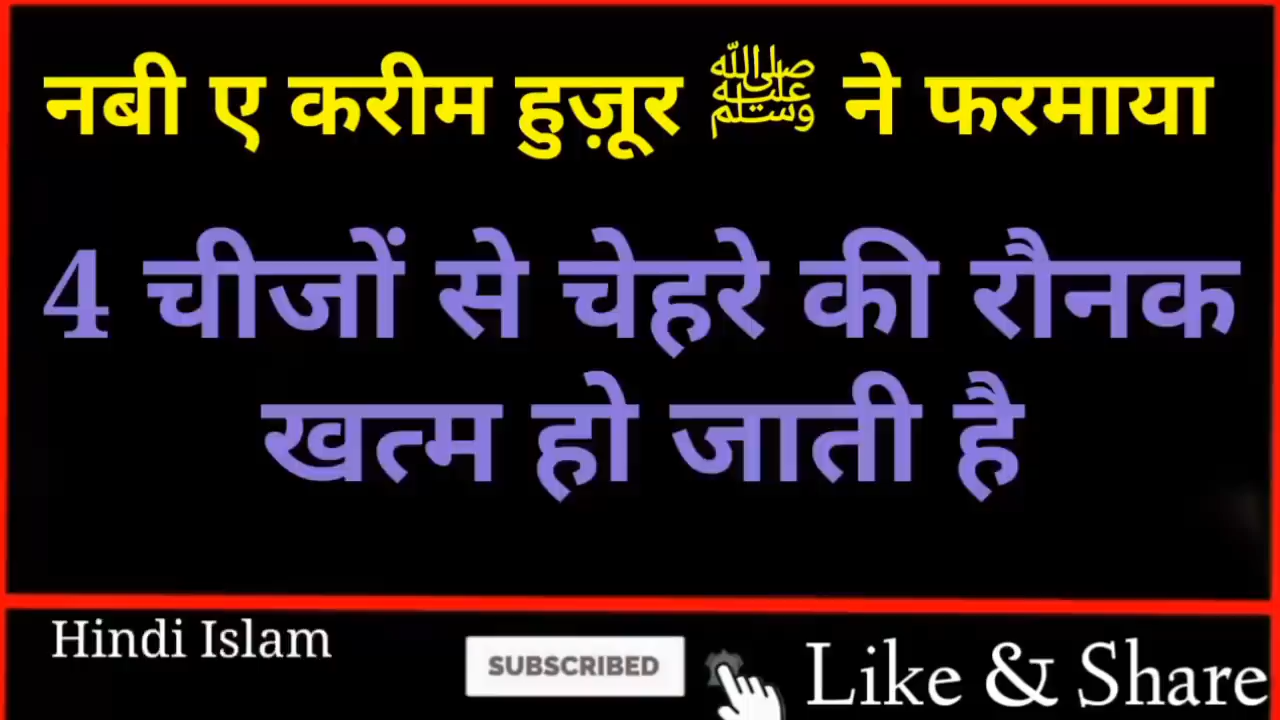 नबी ए करीम हुज़ूर ﷺ ने फरमाया
4 चीजों से चेहरे की रौनक
खत्म हो जाती है
Hindi Islam
SUBSCRIBED
Like & Share